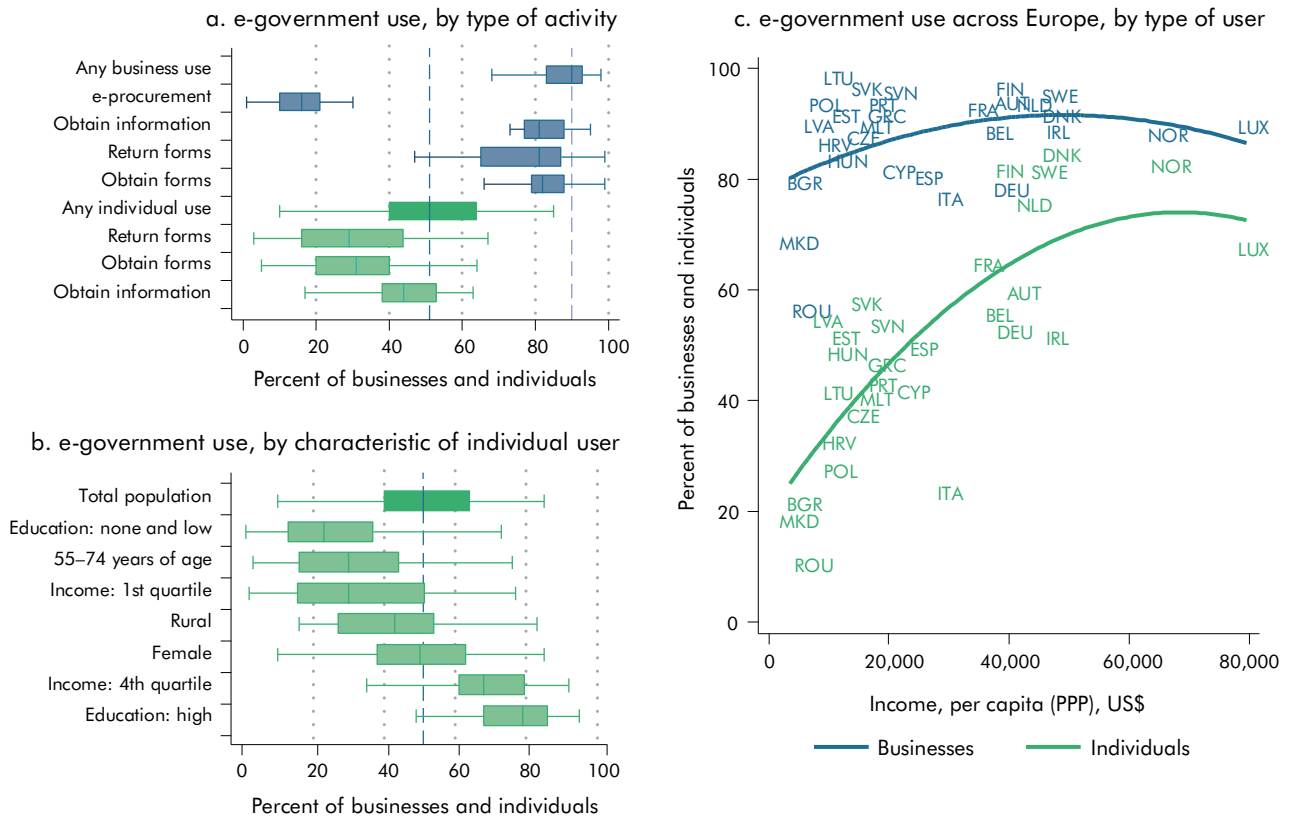 a. e-government use, by type of activity
Any business use
e-procurement
Obtain information
Return forms
Obtain forms
Any individual use
Return forms
Obtain forms
Obtain information
0 20 40 60 80 100
Percent of businesses and individuals
b. e-government use, by characteristic of individual user
Total population
Education: none and low
55–74 years of age
Income: 1st quartile
Rural
Female
Income: 4th quartile
Education: high
0 20 40 60 80 100
Percent of businesses and individuals
c. e-government use across Europe, by type of user
Percent of businesses and individuals
100
80
60
40
20
0
LTU
SVK
SVN
FIN
SWE
POL
PRT
AUT
NLD
FRA
EST
GRC
DNK
LVA
MLT
LUX
BEL
IRL
NOR
CZE
HRV
HUN
CYP
ESP
BGR
DEU
ITA
MKD
ROU
DNK
NOR
FIN
SWE
NLD
LUX
FRA
AUT
SVK
BEL
LVA
SVN
DEU
EST
IRL
HUN
ESP
GRC
PRT
LTU
CYP
MLT
CZE
HRV
POL
ITA
BGR
MKD
ROU
0 20,000 40,000 60,000 80,000
Income, per capita (PPP), US$
Businesses Individuals